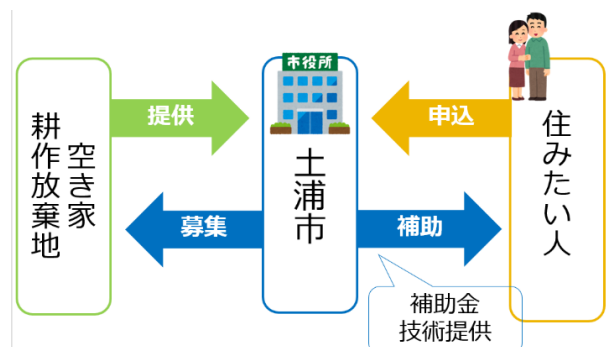 市役所
提供
申込
空き家
耕作放棄地
土浦市
住みたい人
募集
補助
補助金
技術提供